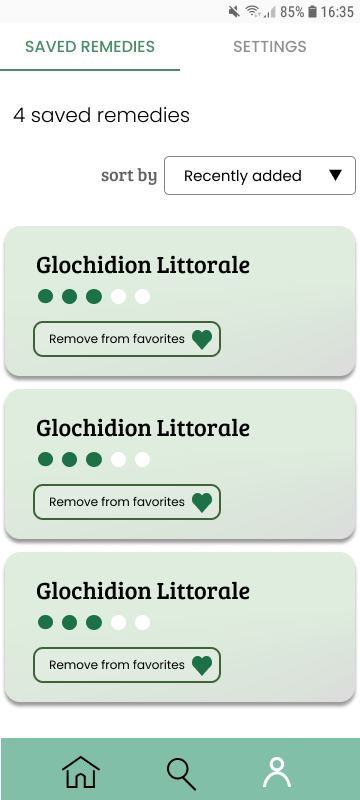 85% 16:35
SAVED REMEDIES SETTINGS
4 saved remedies
sort by Recently added
Glochidion Littorale
Remove from favorites
Glochidion Littorale
Remove from favorites
Glochidion Littorale
Remove from favorites